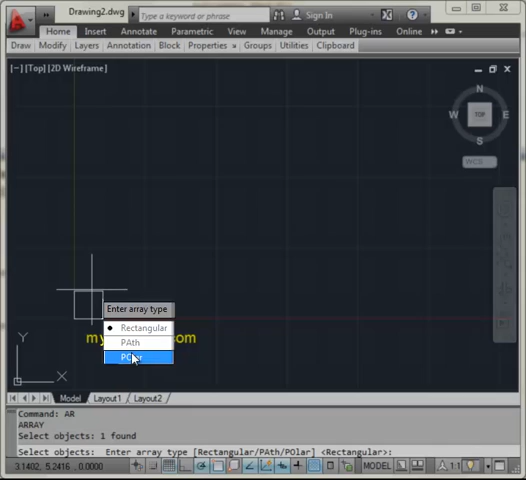 Drawing2.dwg
Type a keyword or phrase
Sign In
Home Insert Annotate Parametric View Manage Output Plug-ins Online
Draw Modify Layers Annotation Block Properties Groups Utilities
[−] [Top] [2D Wireframe]
N
W TOP E
S
WCS
Enter array type
Rectangular
PAth
POlar
Y
X
Model Layout1 Layout2
Command: AR
ARRAY
Select objects: 1 found
Select objects: Enter array type [Rectangular/PAth/POlar] <Rectangular>:
3.1402, 5.2416 , 0.0000 MODEL 1:1